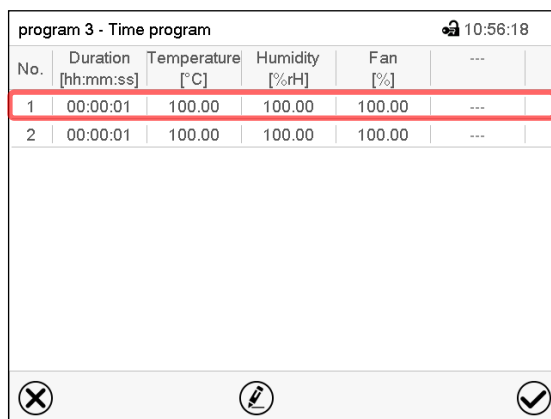 program 3 - Time program 10:56:18
No. Duration [hh:mm:ss] Temperature [°C] Humidity [%rH] Fan [%] ---
1 00:00:01 100.00 100.00 100.00 ---
2 00:00:01 100.00 100.00 100.00 ---